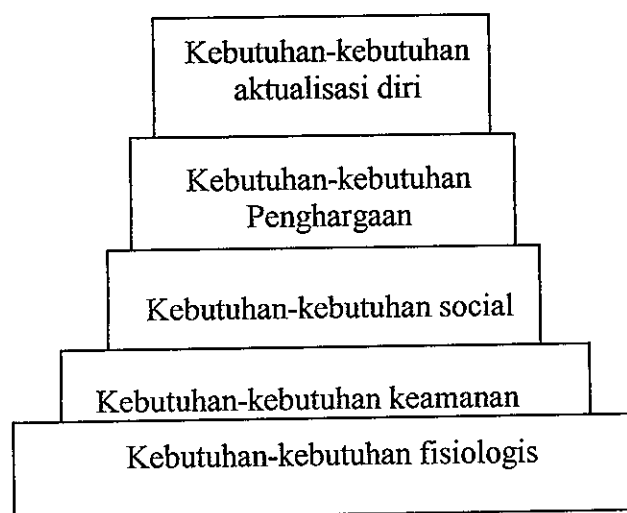 Kebutuhan-kebutuhan
aktualisasi diri
Kebutuhan-kebutuhan
Penghargaan
Kebutuhan-kebutuhan social
Kebutuhan-kebutuhan keamanan
Kebutuhan-kebutuhan fisiologis